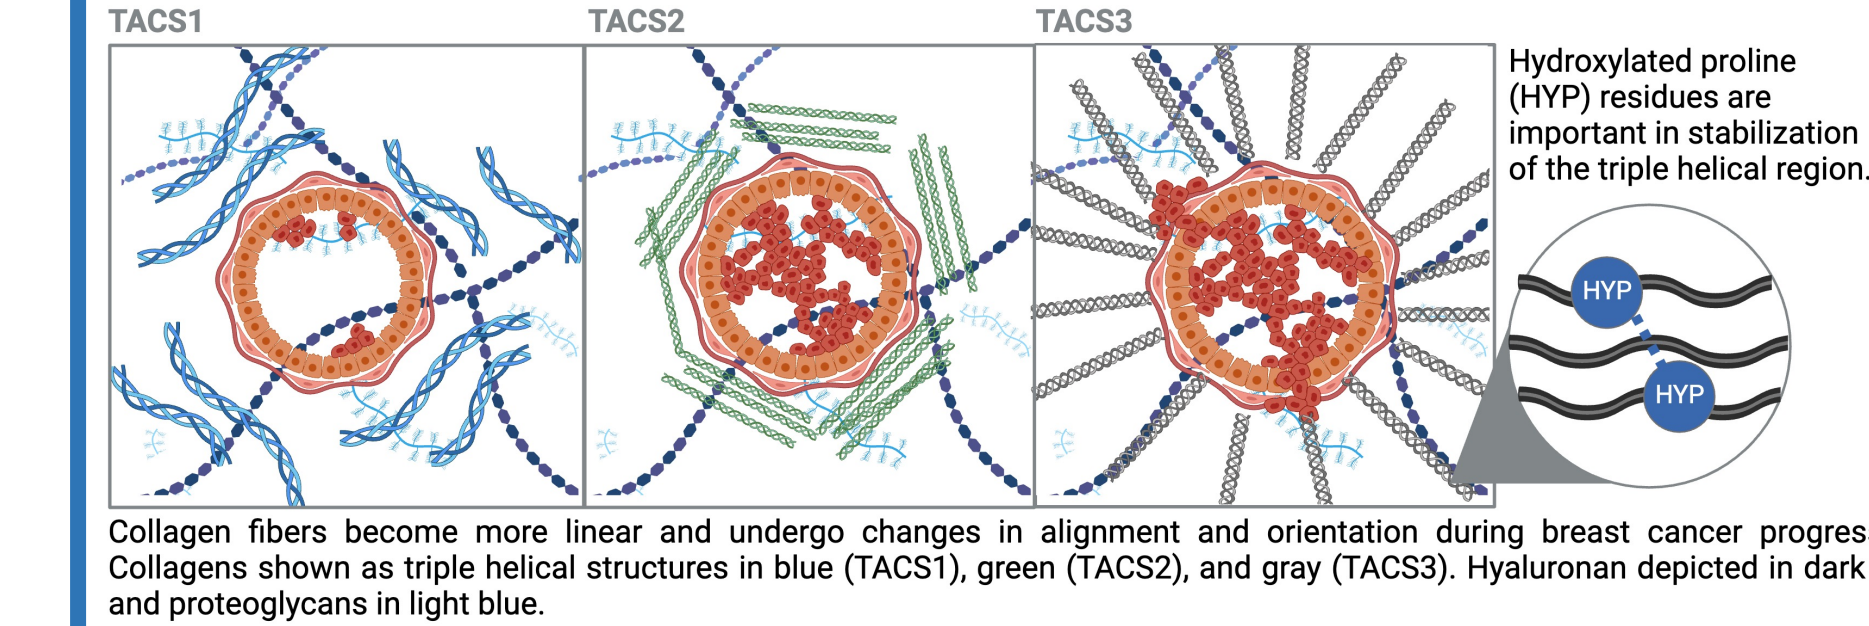 TACS1
TACS2
TACS3
Hydroxylated proline
(HYP) residues are
important in stabilization
of the triple helical region.
HYP
HYP
Collagen fibers become more linear and undergo changes in alignment and orientation during breast cancer progres
Collagens shown as triple helical structures in blue (TACS1), green (TACS2), and gray (TACS3). Hyaluronan depicted in dark
and proteoglycans in light blue.